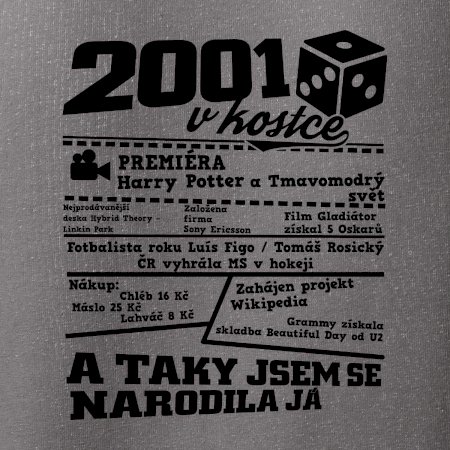 2001
v kostce
PREMIÉRA
Harry Potter a Tmavomodrý
svět
Nejprodávanější
deska Hybrid Theory -
Linkin Park
Založena
firma
Sony Ericsson
Film Gladiátor
získal 5 Oskarů
Fotbalista roku Luís Figo / Tomáš Rosický
ČR vyhrála MS v hokeji
Nákup:
Chléb 16 Kč
Máslo 25 Kč
Lahváč 8 Kč
Zahájen projekt
Wikipedia
Grammy získala
skladba Beautiful Day od U2
A TAKY JSEM SE
NARODILA JÁ